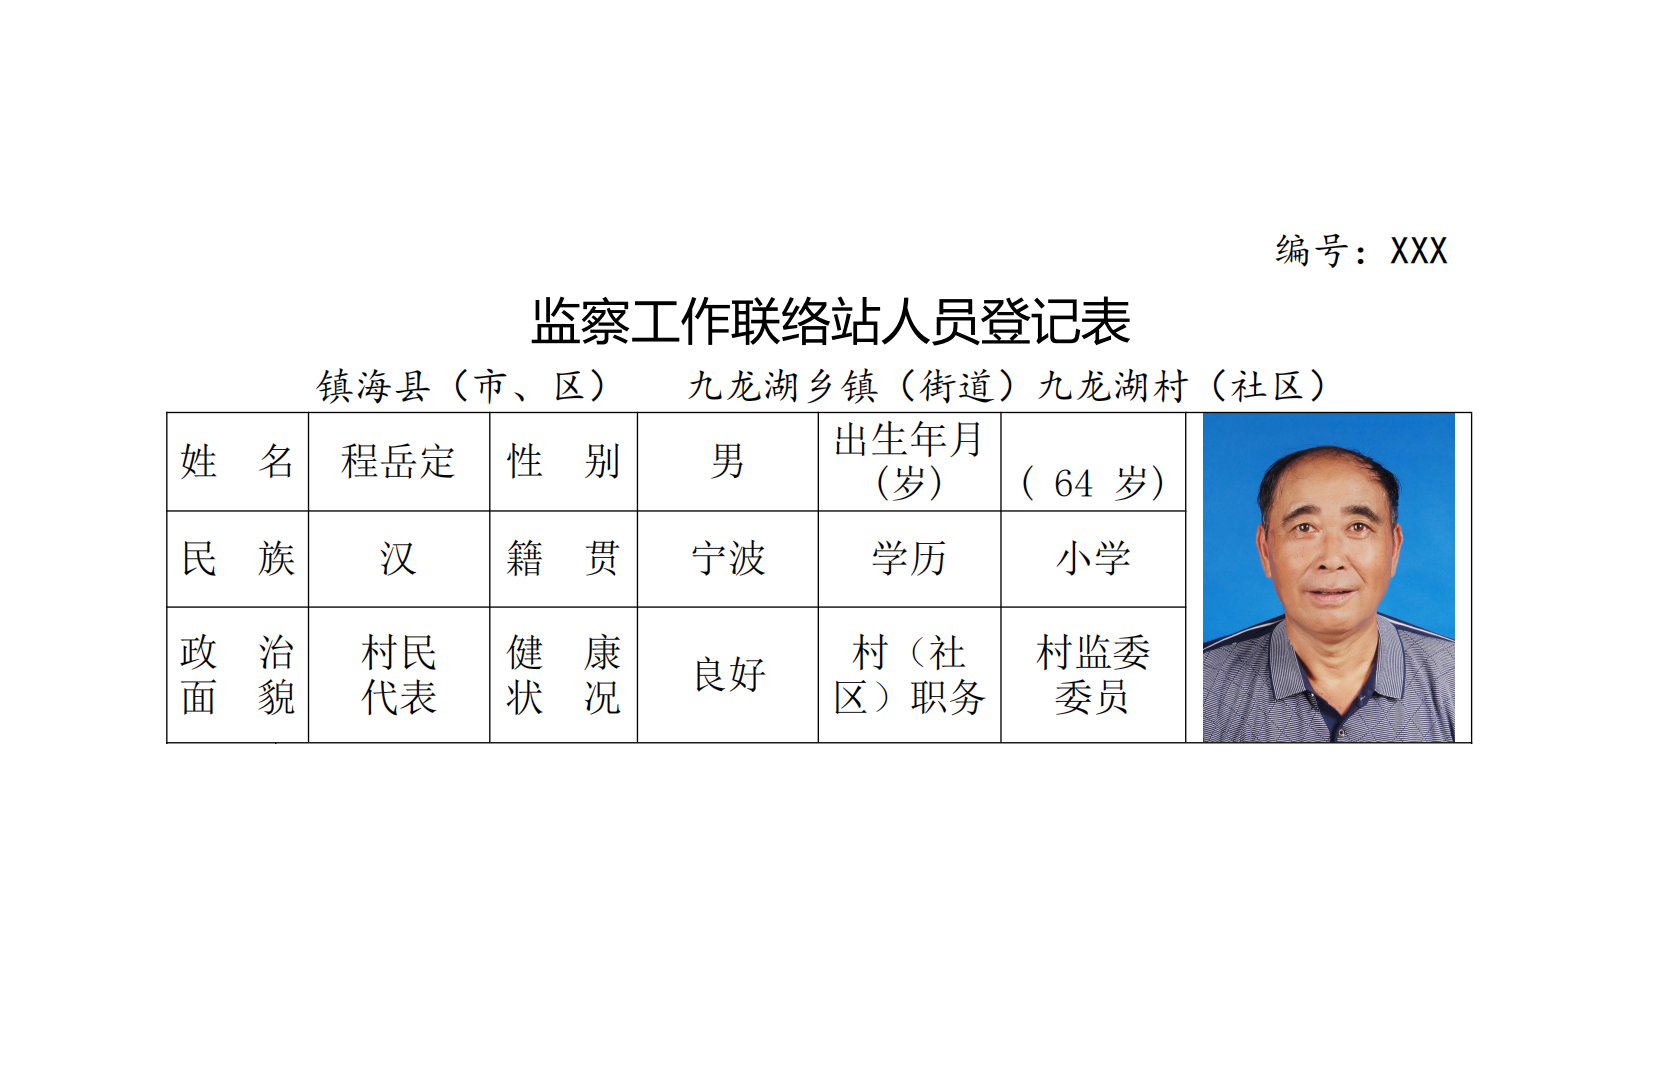 编号：XXX
监察工作联络站人员登记表
镇海县（市、区） 九龙湖乡镇（街道）九龙湖村（社区）
姓 名 程岳定 性 别 男 出生年月（岁） （ 64 岁）
民 族 汉 籍 贯 宁波 学历 小学
政 治 面 貌 村民代表 健 康 状 况 良好 村（社区）职务 村监委委员